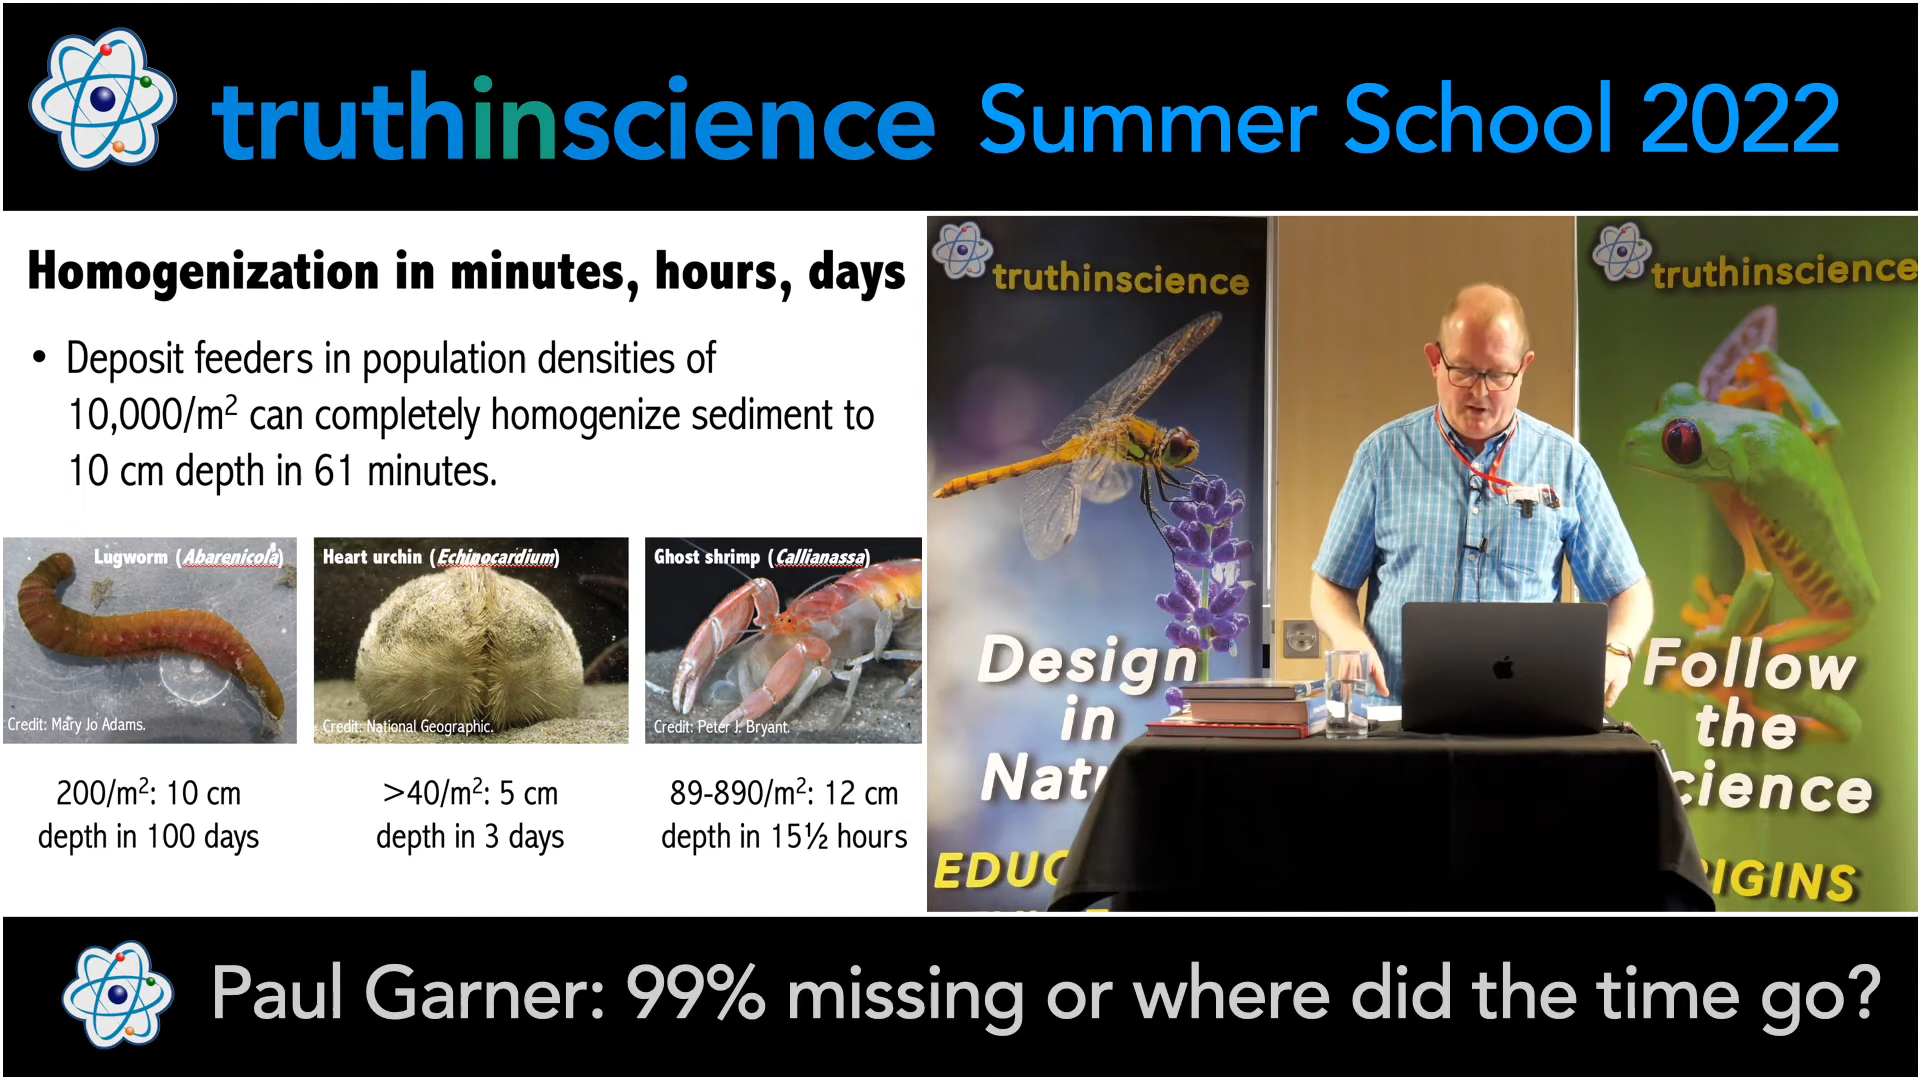 truthinscience Summer School 2022
Homogenization in minutes, hours, days
• Deposit feeders in population densities of
10,000/m² can completely homogenize sediment to
10 cm depth in 61 minutes.
Lugworm (Abarenicola)
Credit: Mary Jo Adams.
200/m²: 10 cm
depth in 100 days
Heart urchin (Echinocardium)
Credit: National Geographic.
>40/m²: 5 cm
depth in 3 days
Ghost shrimp (Callianassa)
Credit: Peter J. Bryant.
89-890/m²: 12 cm
depth in 15½ hours
truthinscience
Design
in
Natu
EDUC
truthinscience
Follow
the
cience
IGINS
Paul Garner: 99% missing or where did the time go?